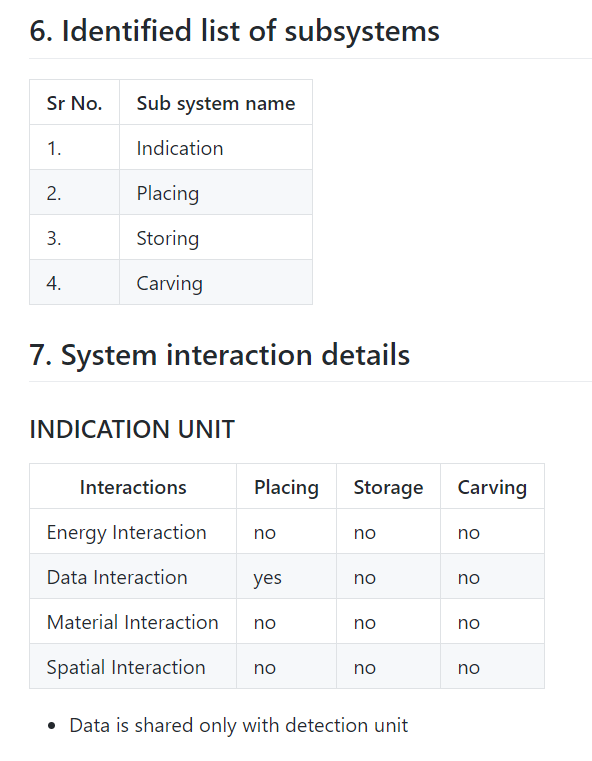 6. Identified list of subsystems
Sr No. Sub system name
1. Indication
2. Placing
3. Storing
4. Carving
7. System interaction details
INDICATION UNIT
Interactions Placing Storage Carving
Energy Interaction no no no
Data Interaction yes no no
Material Interaction no no no
Spatial Interaction no no no
• Data is shared only with detection unit